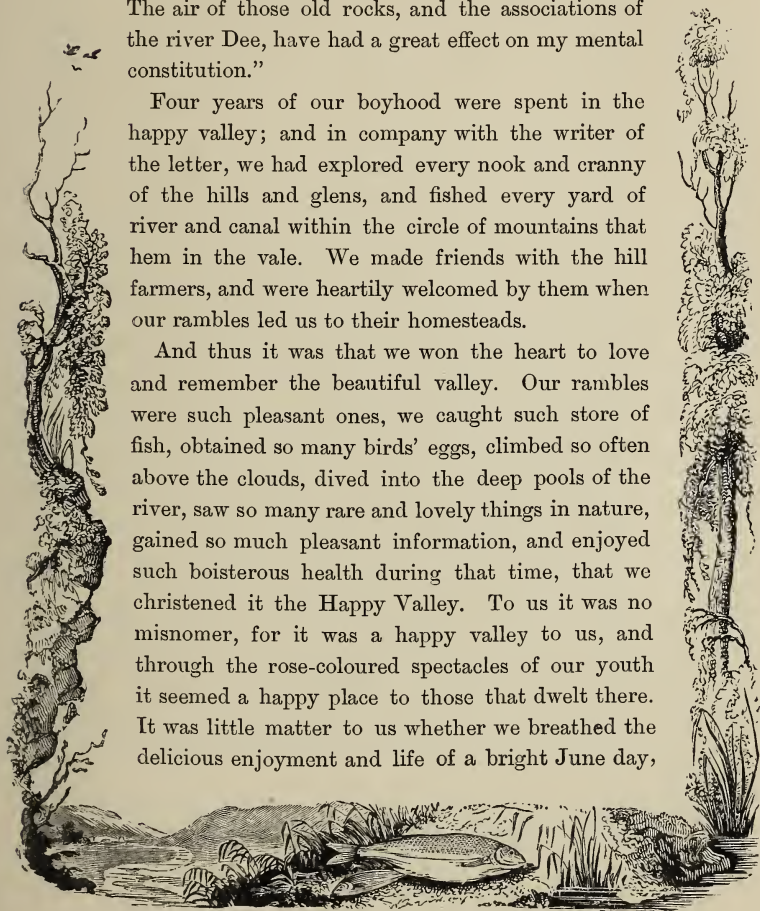 The air of those old rocks, and the associations of
the river Dee, have had a great effect on my mental
constitution.”
Four years of our boyhood were spent in the
happy valley; and in company with the writer of
the letter, we had explored every nook and cranny
of the hills and glens, and fished every yard of
river and canal within the circle of mountains that
hem in the vale. We made friends with the hill
farmers, and were heartily welcomed by them when
our rambles led us to their homesteads.
And thus it was that we won the heart to love
and remember the beautiful valley. Our rambles
were such pleasant ones, we caught such store of
fish, obtained so many birds’ eggs, climbed so often
above the clouds, dived into the deep pools of the
river, saw so many rare and lovely things in nature,
gained so much pleasant information, and enjoyed
such boisterous health during that time, that we
christened it the Happy Valley. To us it was no
misnomer, for it was a happy valley to us, and
through the rose-coloured spectacles of our youth
it seemed a happy place to those that dwelt there.
It was little matter to us whether we breathed the
delicious enjoyment and life of a bright June day,